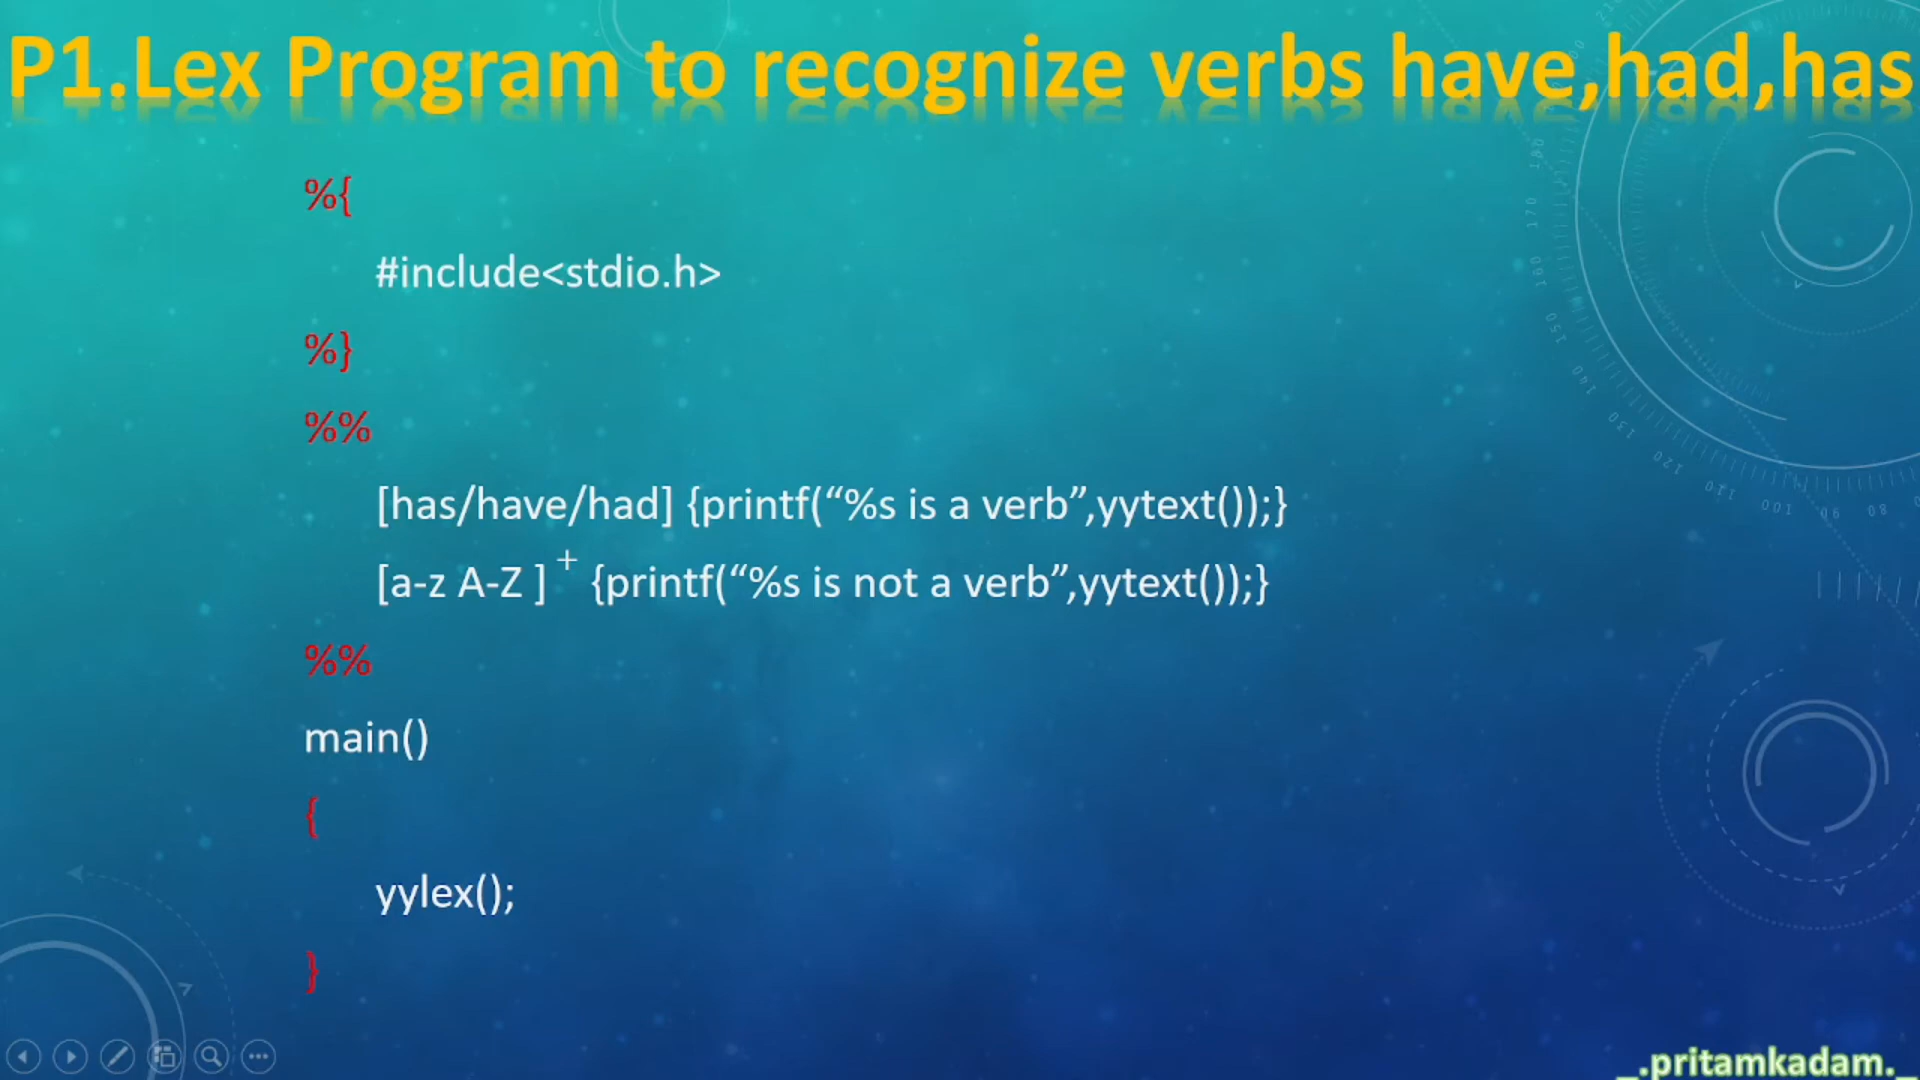 P1.Lex Program to recognize verbs have,had,has
%{
#include<stdio.h>
%}
%%
[has/have/had] {printf(“%s is a verb”,yytext());}
[a-z A-Z ] + {printf(“%s is not a verb”,yytext());}
%%
main()
{
yylex();
}
_.pritamkadam._